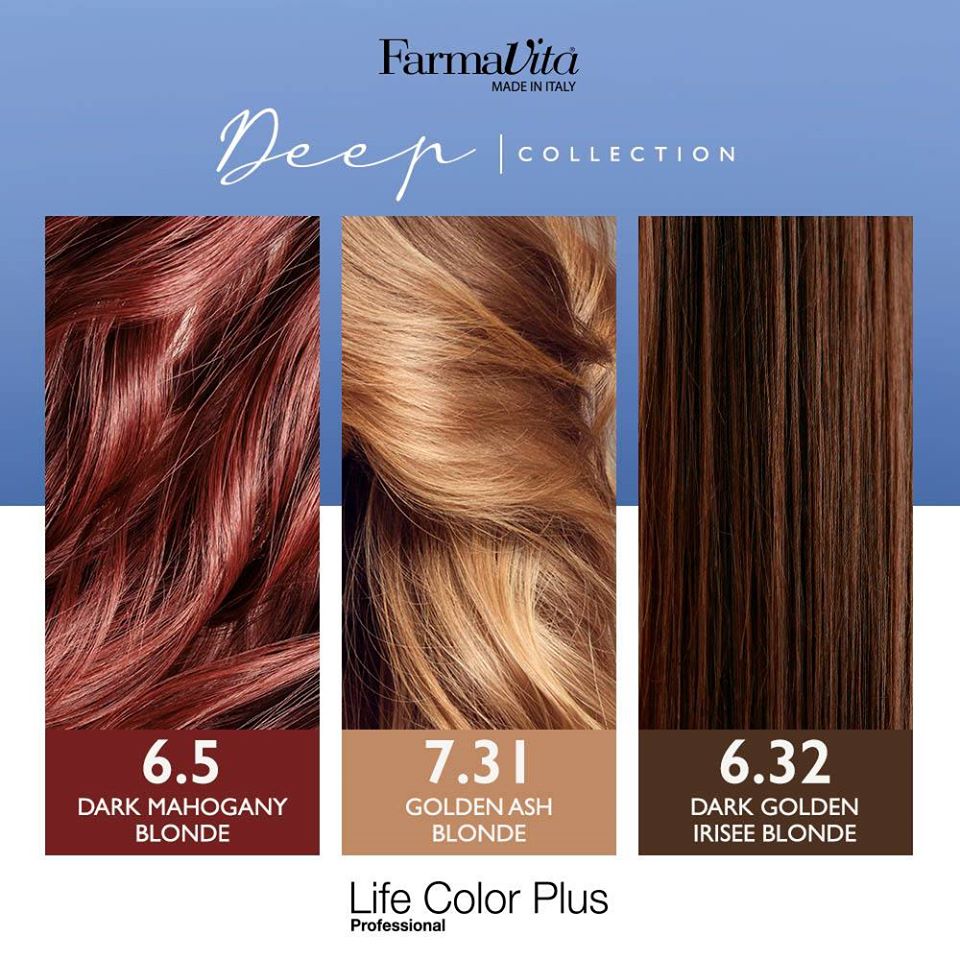 FarmaVita®
MADE IN ITALY
Deep | COLLECTION
6.5
DARK MAHOGANY
BLONDE
7.31
GOLDEN ASH
BLONDE
6.32
DARK GOLDEN
IRISEE BLONDE
Life Color Plus
Professional